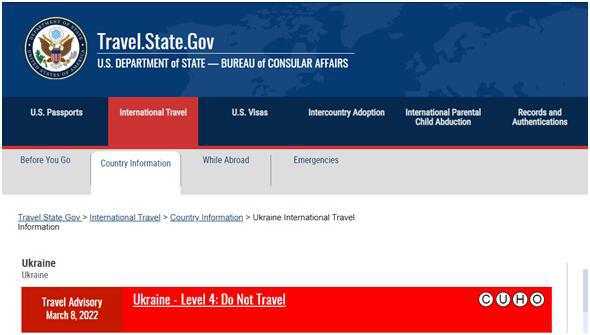 Travel.State.Gov
U.S. DEPARTMENT of STATE — BUREAU of CONSULAR AFFAIRS
U.S. Passports
International Travel
U.S. Visas
Intercountry Adoption
International Parental
Child Abduction
Records and
Authentications
Before You Go
Country Information
While Abroad
Emergencies
Travel.State.Gov > International Travel > Country Information > Ukraine International Travel
Information
Ukraine
Ukraine
Travel Advisory
March 8, 2022
Ukraine - Level 4: Do Not Travel
C U H O